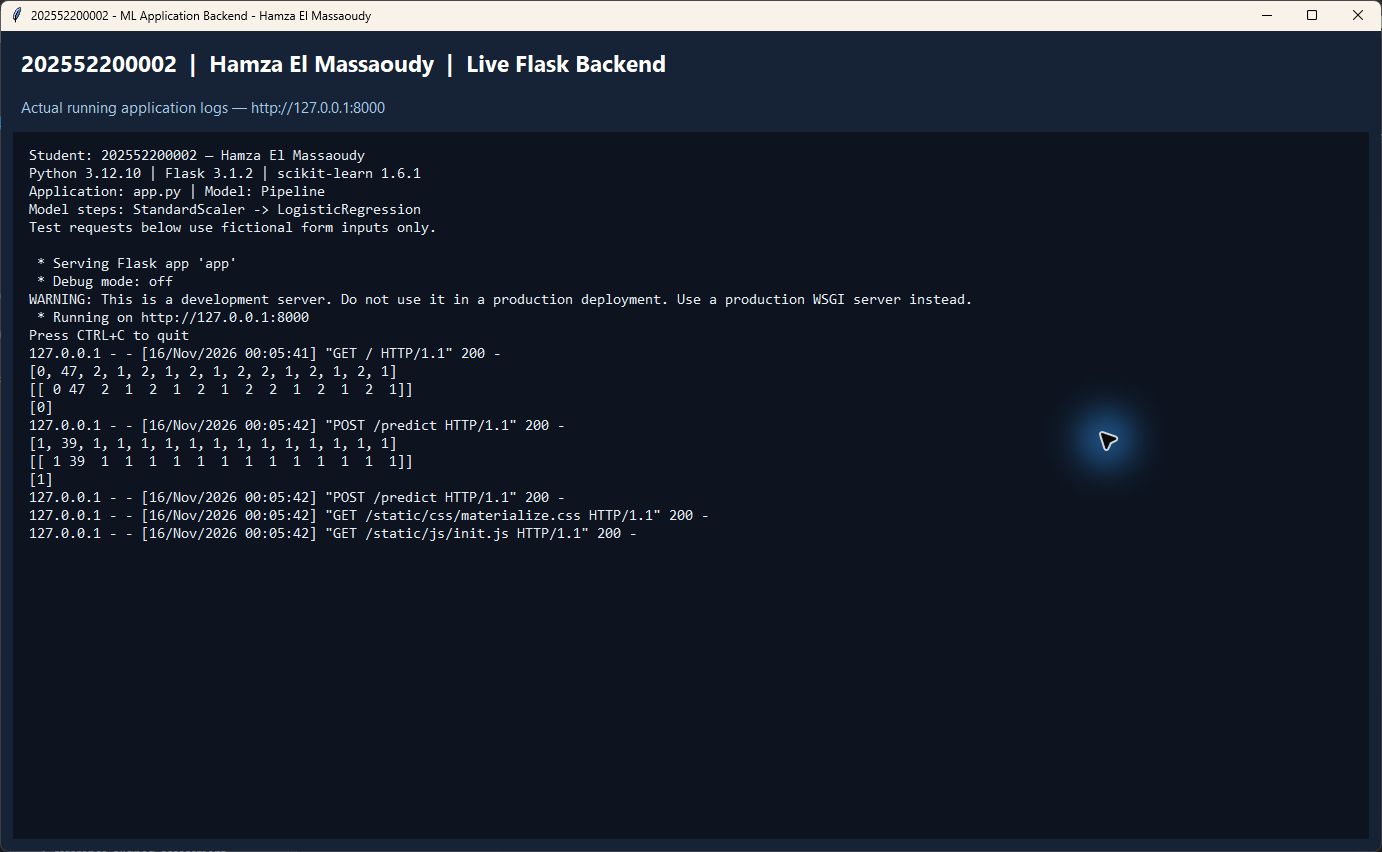 202552200002 - ML Application Backend - Hamza El Massaoudy
202552200002 | Hamza El Massaoudy | Live Flask Backend
Actual running application logs — http://127.0.0.1:8000
Student: 202552200002 — Hamza El Massaoudy
Python 3.12.10 | Flask 3.1.2 | scikit-learn 1.6.1
Application: app.py | Model: Pipeline
Model steps: StandardScaler -> LogisticRegression
Test requests below use fictional form inputs only.
* Serving Flask app 'app'
* Debug mode: off
WARNING: This is a development server. Do not use it in a production deployment. Use a production WSGI server instead.
* Running on http://127.0.0.1:8000
Press CTRL+C to quit
127.0.0.1 - - [16/Nov/2026 00:05:41] "GET / HTTP/1.1" 200 -
[0, 47, 2, 1, 2, 1, 2, 1, 2, 2, 1, 2, 1, 2, 1]
[[ 0 47  2  1  2  1  2  1  2  2  1  2  1  2  1]]
[0]
127.0.0.1 - - [16/Nov/2026 00:05:42] "POST /predict HTTP/1.1" 200 -
[1, 39, 1, 1, 1, 1, 1, 1, 1, 1, 1, 1, 1, 1, 1]
[[ 1 39  1  1  1  1  1  1  1  1  1  1  1  1  1]]
[1]
127.0.0.1 - - [16/Nov/2026 00:05:42] "POST /predict HTTP/1.1" 200 -
127.0.0.1 - - [16/Nov/2026 00:05:42] "GET /static/css/materialize.css HTTP/1.1" 200 -
127.0.0.1 - - [16/Nov/2026 00:05:42] "GET /static/js/init.js HTTP/1.1" 200 -